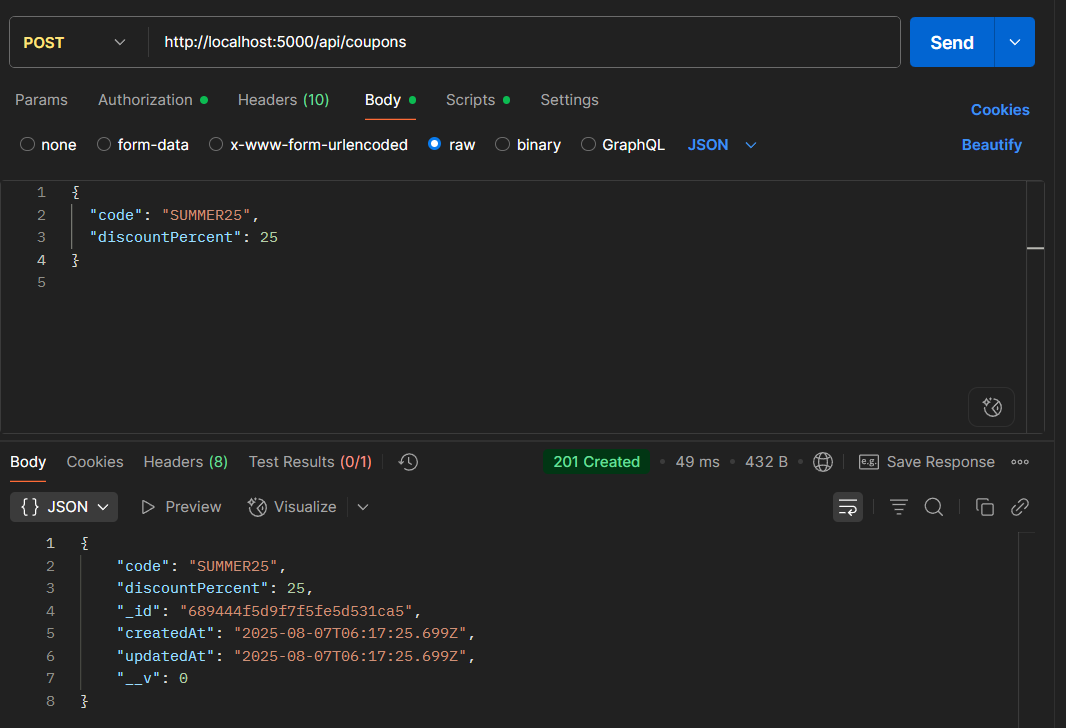 POST http://localhost:5000/api/coupons Send
Params Authorization Headers (10) Body Scripts Settings Cookies
none form-data x-www-form-urlencoded raw binary GraphQL JSON Beautify
1 {
2 "code": "SUMMER25",
3 "discountPercent": 25
4 }
5
Body Cookies Headers (8) Test Results (0/1) 201 Created • 49 ms • 432 B • e.g. Save Response
{} JSON Preview Visualize
1 {
2 "code": "SUMMER25",
3 "discountPercent": 25,
4 "_id": "689444f5d9f7f5fe5d531ca5",
5 "createdAt": "2025-08-07T06:17:25.699Z",
6 "updatedAt": "2025-08-07T06:17:25.699Z",
7 "__v": 0
8 }